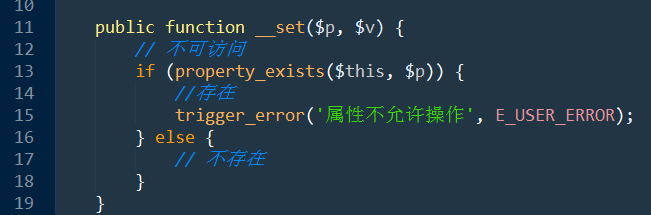 10
11 public function __set($p, $v) {
12 // 不可访问
13 if (property_exists($this, $p)) {
14 //存在
15 trigger_error('属性不允许操作', E_USER_ERROR);
16 } else {
17 // 不存在
18 }
19 }